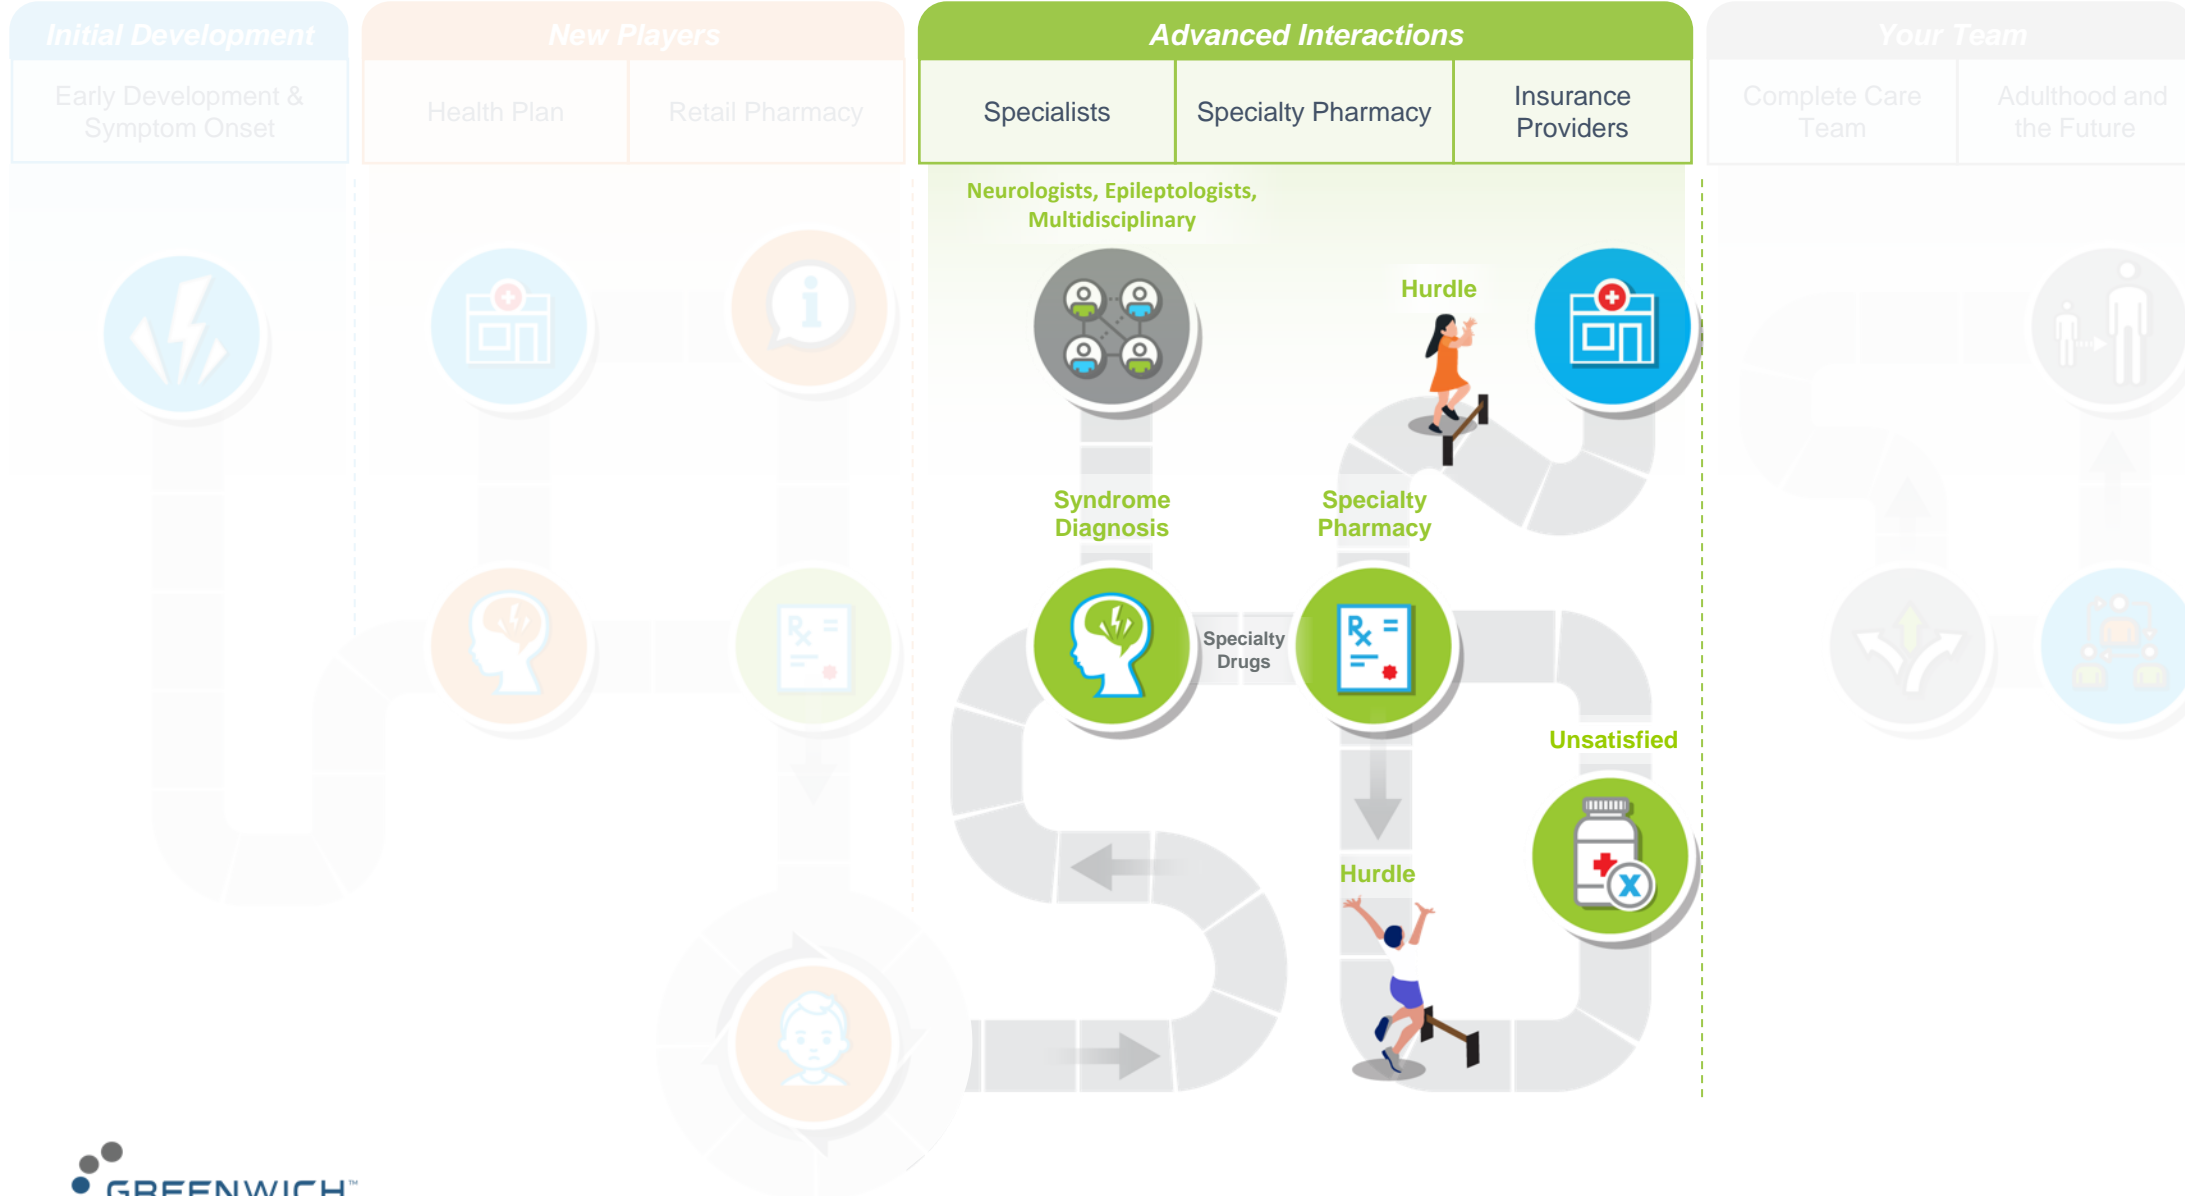 Initial Development
New Players
Advanced Interactions
Your Team
Early Development &
Symptom Onset
Health Plan
Retail Pharmacy
Specialists
Specialty Pharmacy
Insurance
Providers
Complete Care
Team
Adulthood and
the Future
Neurologists, Epileptologists,
Multidisciplinary
Hurdle
Syndrome
Diagnosis
Specialty
Pharmacy
Specialty
Drugs
Unsatisfied
Hurdle
GREENWICH™